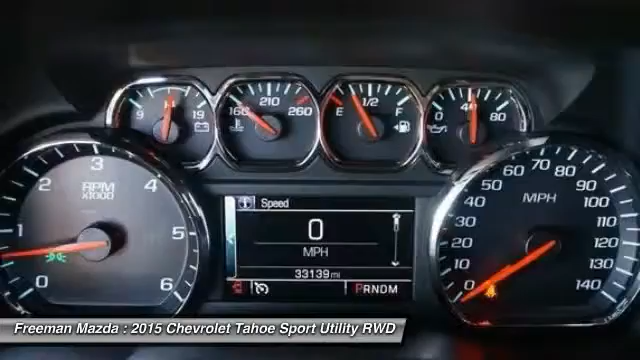 9 19
160 210 260
E 1/2 F
0 40 80
RPM
x1000
0 1 2 3 4 5 6
Speed
0
MPH
33139 mi
PRNDM
MPH
0 10 20 30 40 50 60 70 80 90 100 110 120 130 140
Freeman Mazda : 2015 Chevrolet Tahoe Sport Utility RWD